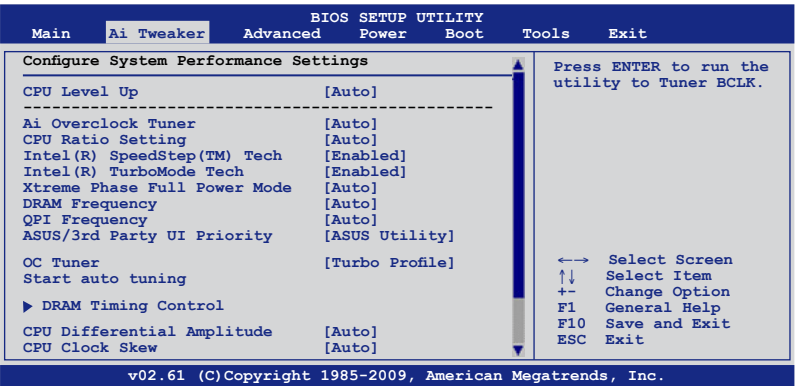 BIOS SETUP UTILITY
Main Ai Tweaker Advanced Power Boot Tools Exit
Configure System Performance Settings
CPU Level Up [Auto]
------------------------------------------------
Ai Overclock Tuner [Auto]
CPU Ratio Setting [Auto]
Intel(R) SpeedStep(TM) Tech [Enabled]
Intel(R) TurboMode Tech [Enabled]
Xtreme Phase Full Power Mode [Auto]
DRAM Frequency [Auto]
QPI Frequency [Auto]
ASUS/3rd Party UI Priority [ASUS Utility]
OC Tuner [Turbo Profile]
Start auto tuning
▶ DRAM Timing Control
CPU Differential Amplitude [Auto]
CPU Clock Skew [Auto]
Press ENTER to run the
utility to Tuner BCLK.
←→ Select Screen
↑↓ Select Item
+- Change Option
F1 General Help
F10 Save and Exit
ESC Exit
v02.61 (C)Copyright 1985-2009, American Megatrends, Inc.